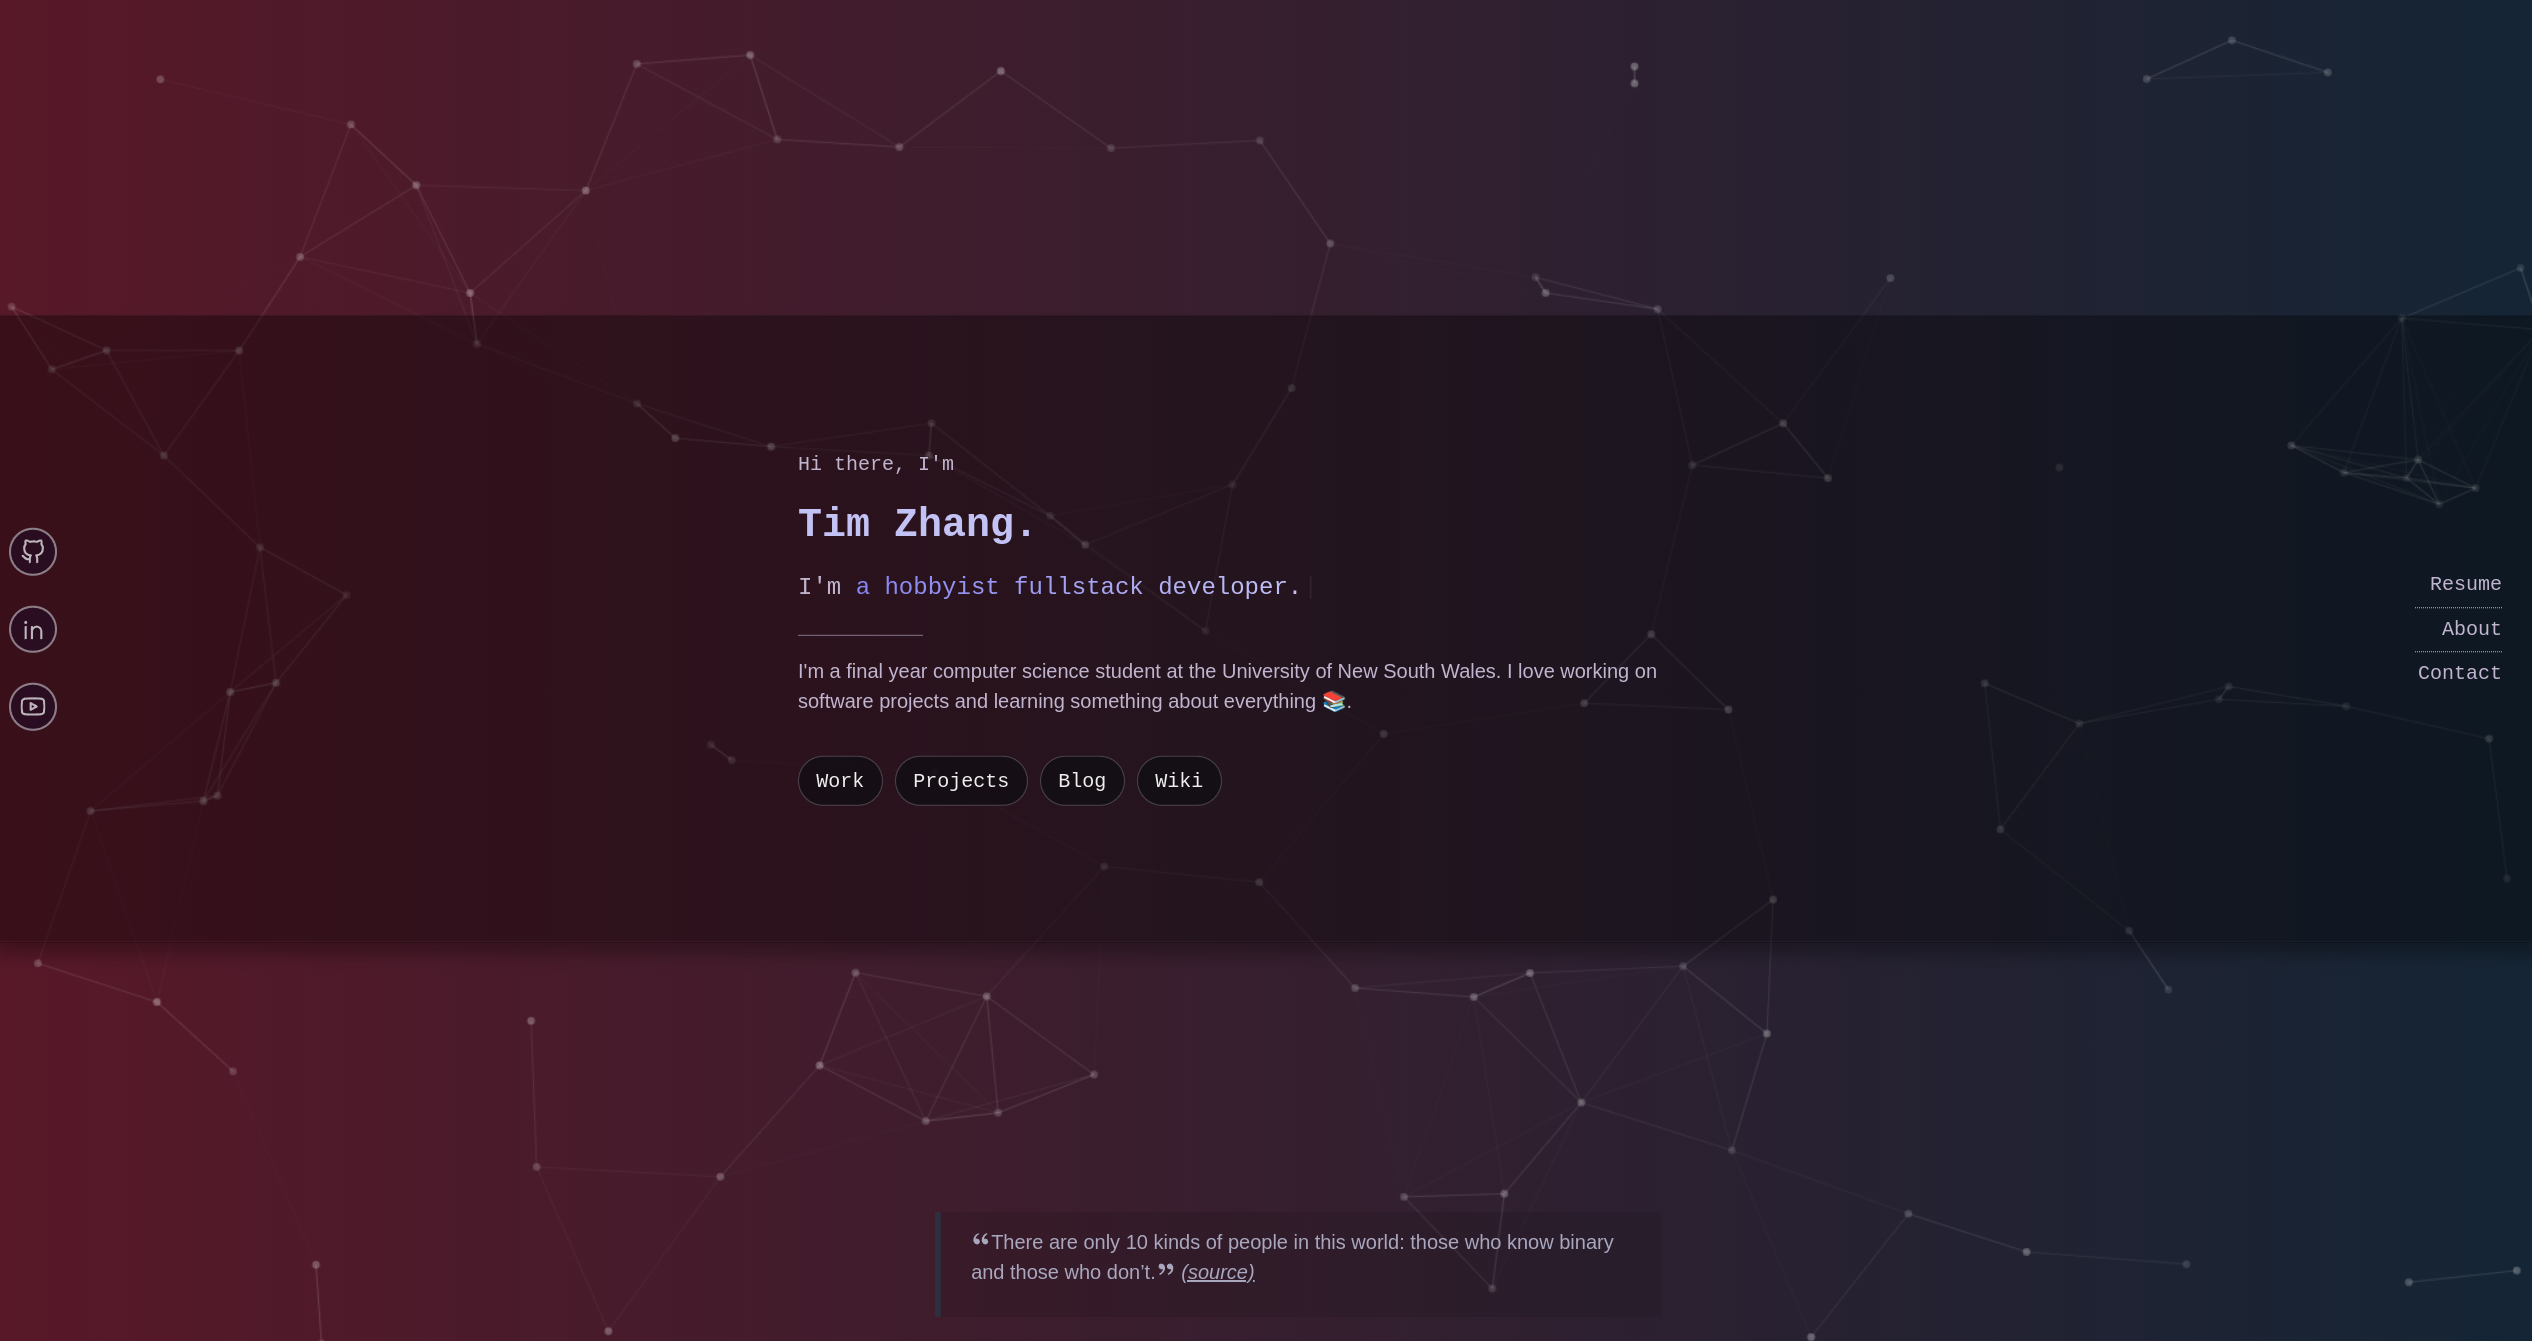 Hi there, I'm
Tim Zhang.
I'm a hobbyist fullstack developer.
I'm a final year computer science student at the University of New South Wales. I love working on
software projects and learning something about everything 📚.
Work
Projects
Blog
Wiki
Resume
About
Contact
“There are only 10 kinds of people in this world: those who know binary
and those who don’t.” (source)